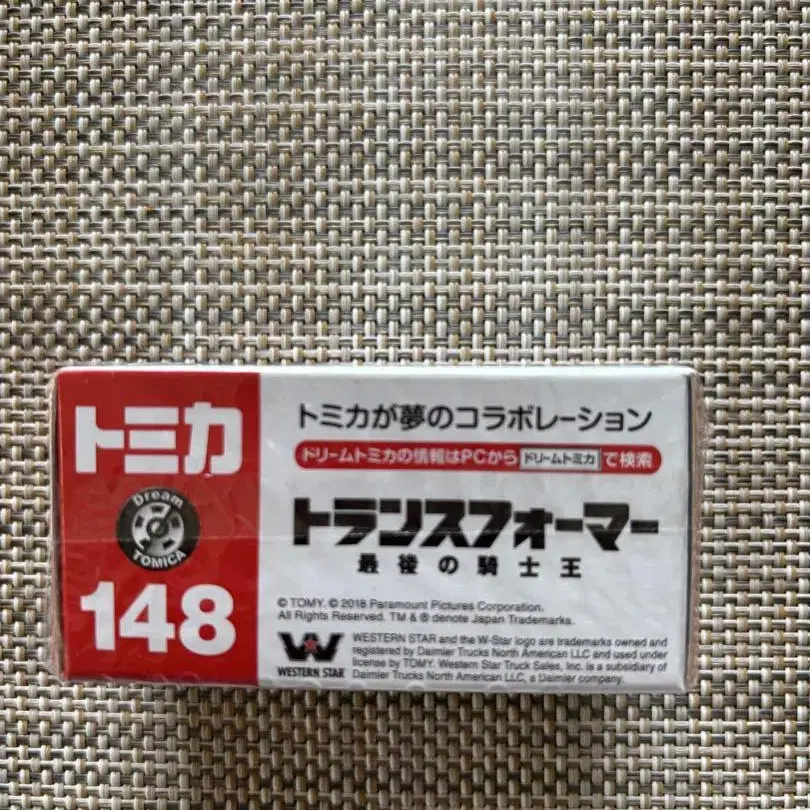 トミカ
Dream
TOMICA
148
トミカが夢のコラボレーション
ドリームトミカの情報はPCから ドリームトミカ で検索
トランスフォーマー
最後の騎士王
© TOMY. © 2018 Paramount Pictures Corporation.
All Rights Reserved. TM & ® denote Japan Trademarks.
WESTERN STAR
WESTERN STAR and the W-Star logo are trademarks owned and
registered by Daimler Trucks North American LLC and used under
license by TOMY. Western Star Truck Sales, Inc. is a subsidiary of
Daimler Trucks North American LLC, a Daimler company.